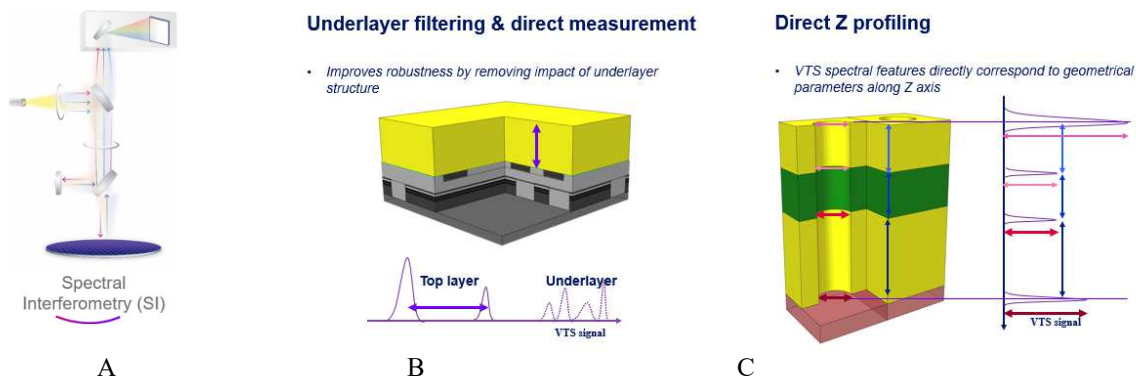 Spectral
Interferometry (SI)
A
Underlayer filtering & direct measurement
• Improves robustness by removing impact of underlayer
structure
Top layer
Underlayer
VTS signal
B
Direct Z profiling
• VTS spectral features directly correspond to geometrical
parameters along Z axis
VTS signal
C